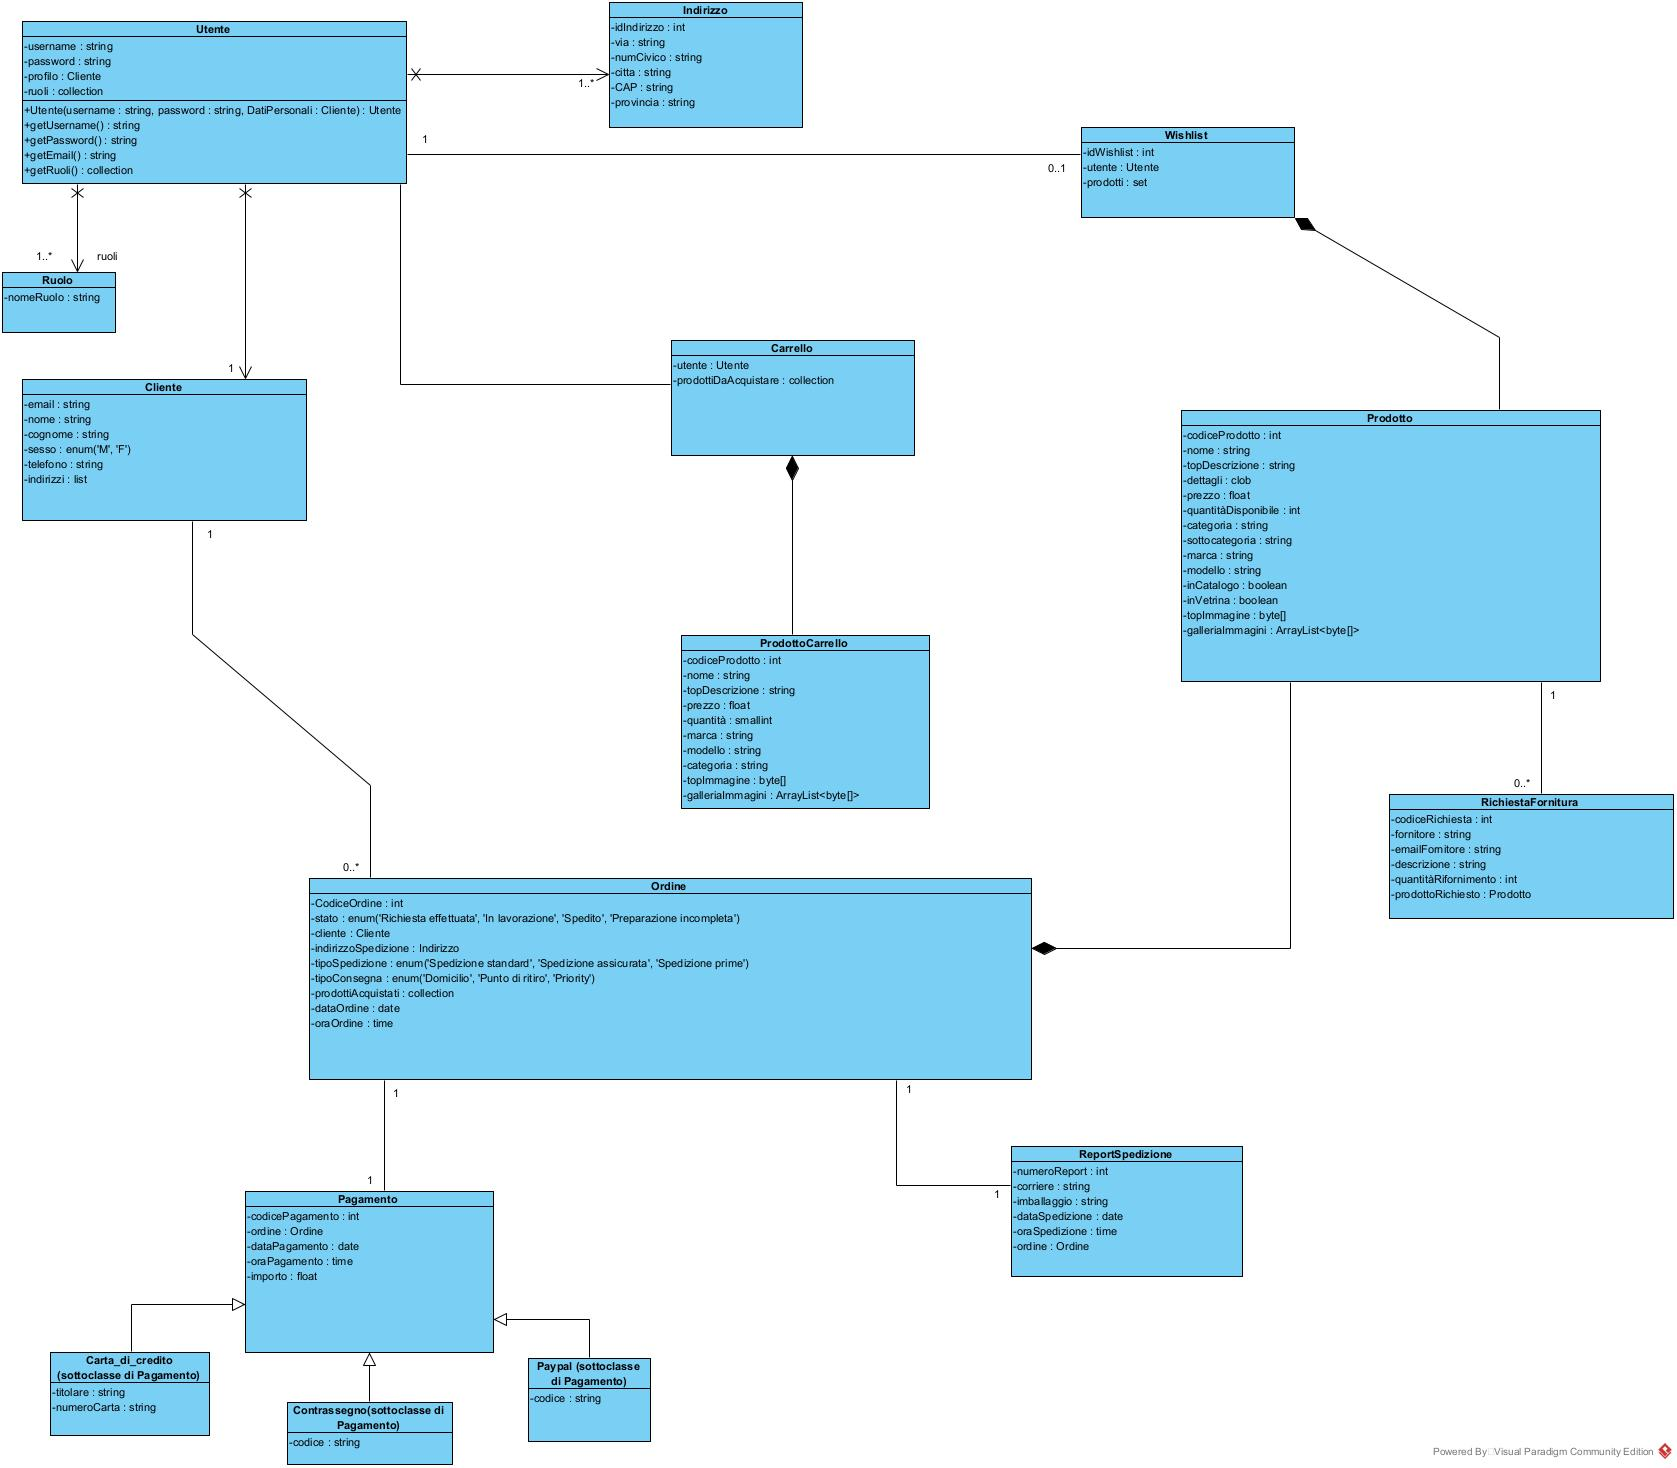 Utente
-username : string
-password : string
-profilo : Cliente
-ruoli : collection
+Utente(username : string, password : string, DatiPersonali : Cliente) : Utente
+getUsername() : string
+getPassword() : string
+getEmail() : string
+getRuoli() : collection
Indirizzo
-idIndirizzo : int
-via : string
-numCivico : string
-citta : string
-CAP : string
-provincia : string
1..*
1
0..1
Wishlist
-idWishlist : int
-utente : Utente
-prodotti : set
1..*
ruoli
Ruolo
-nomeRuolo : string
1
Cliente
-email : string
-nome : string
-cognome : string
-sesso : enum('M', 'F')
-telefono : string
-indirizzi : list
1
Carrello
-utente : Utente
-prodottiDaAcquistare : collection
Prodotto
-codiceProdotto : int
-nome : string
-topDescrizione : string
-dettagli : clob
-prezzo : float
-quantitàDisponibile : int
-categoria : string
-sottocategoria : string
-marca : string
-modello : string
-inCatalogo : boolean
-inVetrina : boolean
-topImmagine : byte[]
-galleriaImmagini : ArrayList<byte[]>
ProdottoCarrello
-codiceProdotto : int
-nome : string
-topDescrizione : string
-prezzo : float
-quantità : smallint
-marca : string
-modello : string
-categoria : string
-topImmagine : byte[]
-galleriaImmagini : ArrayList<byte[]>
1
0..*
RichiestaFornitura
-codiceRichiesta : int
-fornitore : string
-emailFornitore : string
-descrizione : string
-quantitàRifornimento : int
-prodottoRichiesto : Prodotto
0..*
Ordine
-CodiceOrdine : int
-stato : enum('Richiesta effettuata', 'In lavorazione', 'Spedito', 'Preparazione incompleta')
-cliente : Cliente
-indirizzoSpedizione : Indirizzo
-tipoSpedizione : enum('Spedizione standard', 'Spedizione assicurata', 'Spedizione prime')
-tipoConsegna : enum('Domicilio', 'Punto di ritiro', 'Priority')
-prodottiAcquistati : collection
-dataOrdine : date
-oraOrdine : time
1
1
1
1
ReportSpedizione
-numeroReport : int
-corriere : string
-imballaggio : string
-dataSpedizione : date
-oraSpedizione : time
-ordine : Ordine
Pagamento
-codicePagamento : int
-ordine : Ordine
-dataPagamento : date
-oraPagamento : time
-importo : float
Carta_di_credito
(sottoclasse di Pagamento)
-titolare : string
-numeroCarta : string
Contrassegno(sottoclasse di
Pagamento)
-codice : string
Paypal (sottoclasse
di Pagamento)
-codice : string
Powered By Visual Paradigm Community Edition